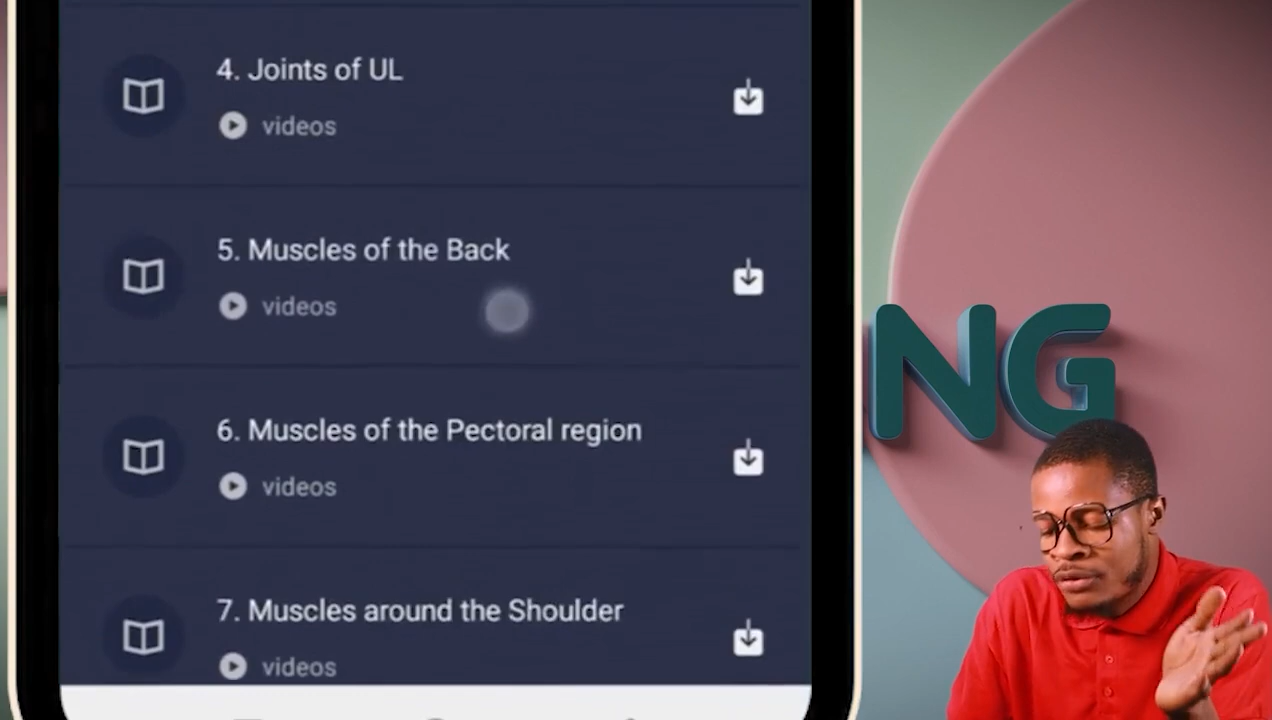 4. Joints of UL
videos
5. Muscles of the Back
videos
NG
6. Muscles of the Pectoral region
videos
7. Muscles around the Shoulder
videos